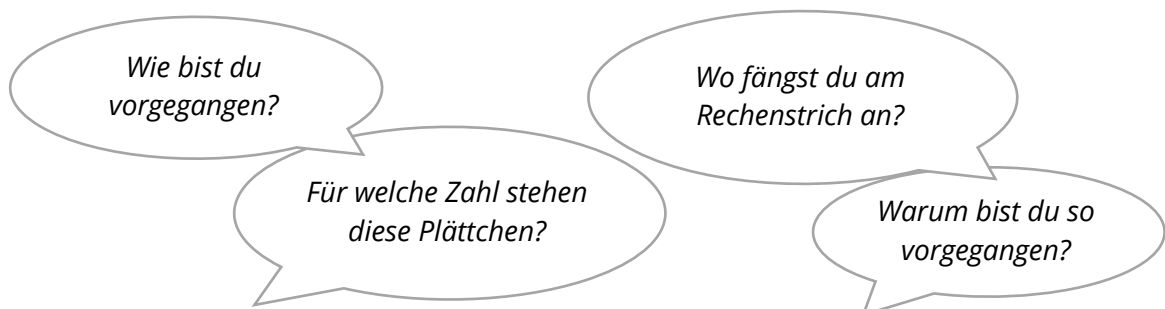 Wie bist du
vorgegangen?
Für welche Zahl stehen
diese Plättchen?
Wo fängst du am
Rechenstrich an?
Warum bist du so
vorgegangen?